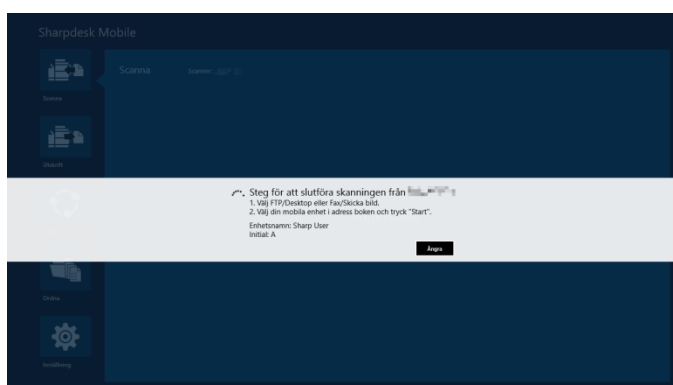 Sharpdesk Mobile
Scanna
Scanna
Utskrift
Steg för att slutföra skanningen från
1. Välj FTP/Desktop eller Fax/Skicka bild.
2. Välj din mobila enhet i adress boken och tryck "Start".
Enhetsnamn: Sharp User
Initial: A
Ångra
Ordna
Inställning